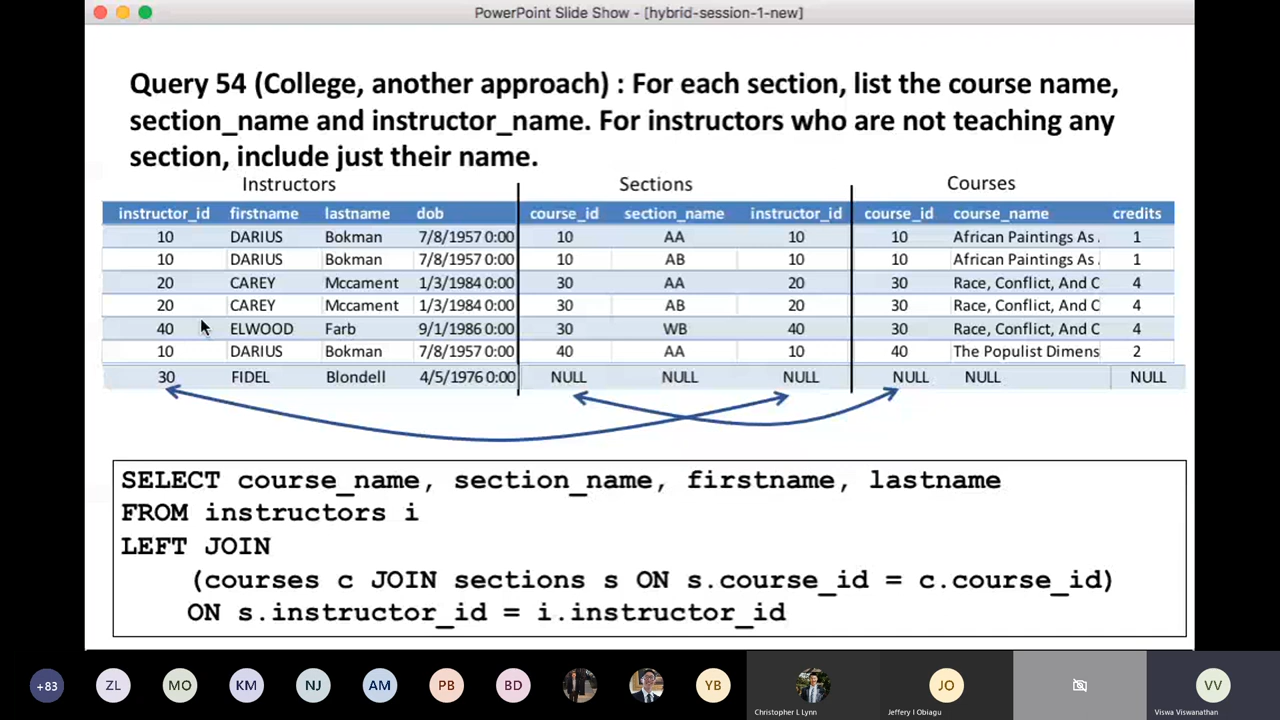 PowerPoint Slide Show - [hybrid-session-1-new]
Query 54 (College, another approach) : For each section, list the course name,
section_name and instructor_name. For instructors who are not teaching any
section, include just their name.
Instructors Sections Courses
instructor_id firstname lastname dob course_id section_name instructor_id course_id course_name credits
10 DARIUS Bokman 7/8/1957 0:00 10 AA 10 10 African Paintings As . 1
10 DARIUS Bokman 7/8/1957 0:00 10 AB 10 10 African Paintings As . 1
20 CAREY Mccament 1/3/1984 0:00 30 AA 20 30 Race, Conflict, And C 4
20 CAREY Mccament 1/3/1984 0:00 30 AB 20 30 Race, Conflict, And C 4
40 ELWOOD Farb 9/1/1986 0:00 30 WB 40 30 Race, Conflict, And C 4
10 DARIUS Bokman 7/8/1957 0:00 40 AA 10 40 The Populist Dimens 2
30 FIDEL Blondell 4/5/1976 0:00 NULL NULL NULL NULL NULL NULL
SELECT course_name, section_name, firstname, lastname
FROM instructors i
LEFT JOIN
(courses c JOIN sections s ON s.course_id = c.course_id)
ON s.instructor_id = i.instructor_id
+83 ZL MO KM NJ AM PB BD YB JO VV
Christopher L Lynn Jeffery I Obiagu Viswa Viswanathan